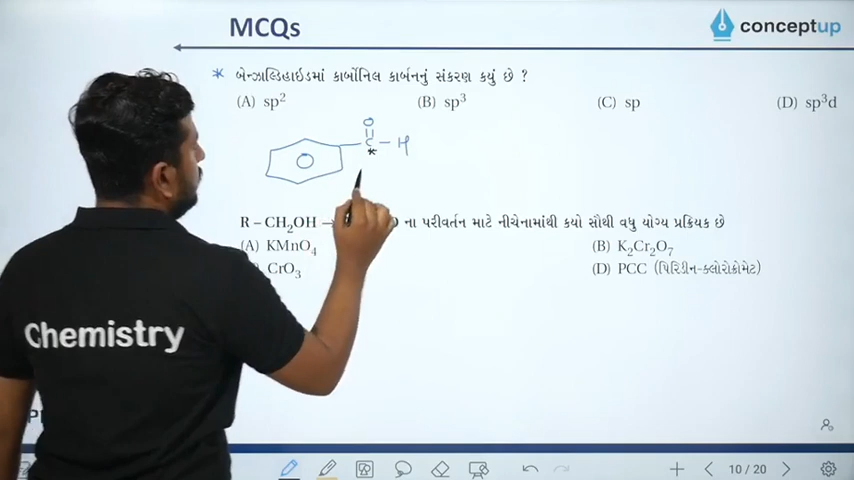 MCQs
conceptup
* બેન્ઝાલ્ડિહાઇડમાં કાર્બોનિલ કાર્બનનું સંકરણ કયું છે ?
(A) sp² (B) sp³ (C) sp (D) sp³d
O
C – H
*
R – CH₂OH → ના પરીવર્તન માટે નીચેનામાંથી કયો સૌથી વધુ યોગ્ય પ્રક્રિયક છે
(A) KMnO₄ (B) K₂Cr₂O₇
CrO₃ (D) PCC (પિરિડીન-ક્લોરોક્રોમેટ)
Chemistry
10 / 20